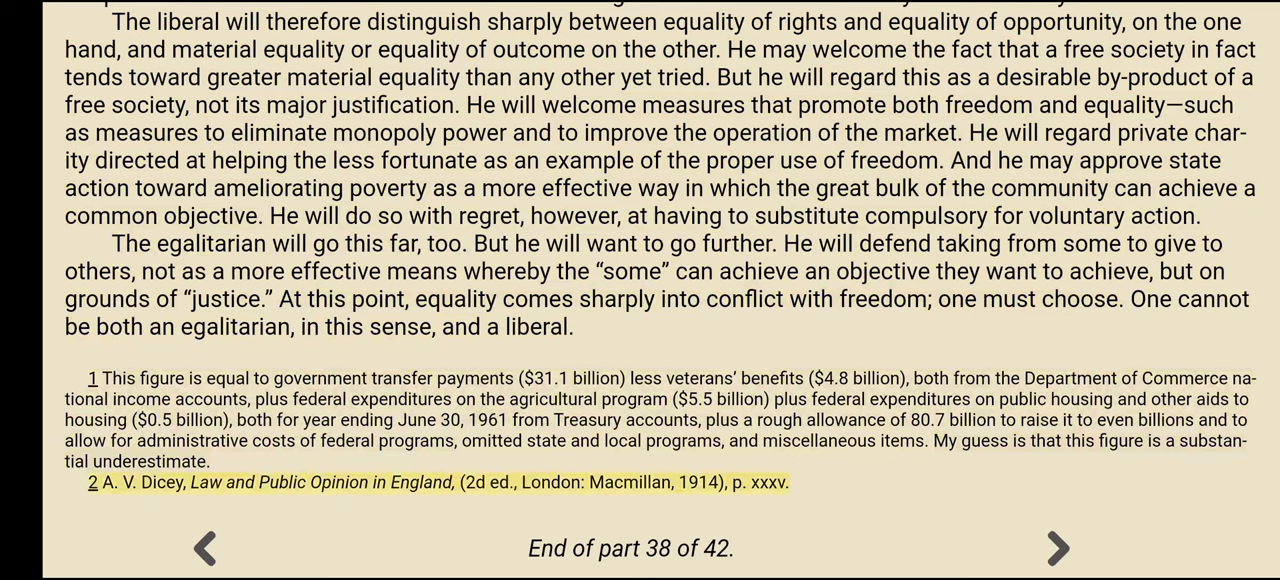 The liberal will therefore distinguish sharply between equality of rights and equality of opportunity, on the one
hand, and material equality or equality of outcome on the other. He may welcome the fact that a free society in fact
tends toward greater material equality than any other yet tried. But he will regard this as a desirable by-product of a
free society, not its major justification. He will welcome measures that promote both freedom and equality—such
as measures to eliminate monopoly power and to improve the operation of the market. He will regard private char-
ity directed at helping the less fortunate as an example of the proper use of freedom. And he may approve state
action toward ameliorating poverty as a more effective way in which the great bulk of the community can achieve a
common objective. He will do so with regret, however, at having to substitute compulsory for voluntary action.
The egalitarian will go this far, too. But he will want to go further. He will defend taking from some to give to
others, not as a more effective means whereby the “some” can achieve an objective they want to achieve, but on
grounds of “justice.” At this point, equality comes sharply into conflict with freedom; one must choose. One cannot
be both an egalitarian, in this sense, and a liberal.
1 This figure is equal to government transfer payments ($31.1 billion) less veterans’ benefits ($4.8 billion), both from the Department of Commerce na-
tional income accounts, plus federal expenditures on the agricultural program ($5.5 billion) plus federal expenditures on public housing and other aids to
housing ($0.5 billion), both for year ending June 30, 1961 from Treasury accounts, plus a rough allowance of 80.7 billion to raise it to even billions and to
allow for administrative costs of federal programs, omitted state and local programs, and miscellaneous items. My guess is that this figure is a substan-
tial underestimate.
2 A. V. Dicey, Law and Public Opinion in England, (2d ed., London: Macmillan, 1914), p. xxxv.
End of part 38 of 42.